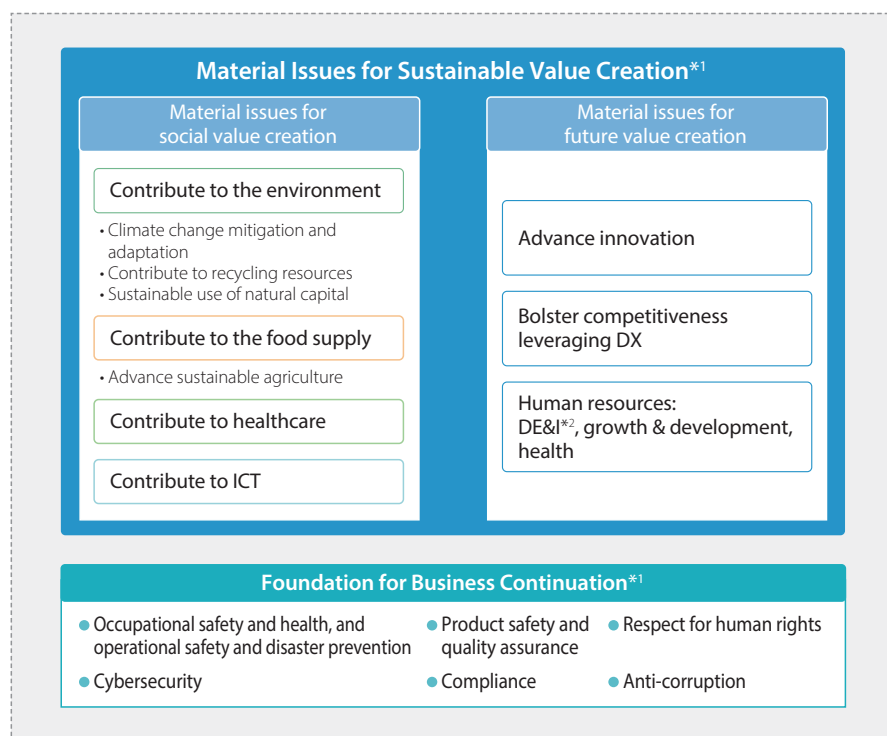 Material Issues for Sustainable Value Creation*1
Material issues for
social value creation
Contribute to the environment
• Climate change mitigation and
adaptation
• Contribute to recycling resources
• Sustainable use of natural capital
Contribute to the food supply
• Advance sustainable agriculture
Contribute to healthcare
Contribute to ICT
Material issues for
future value creation
Advance innovation
Bolster competitiveness
leveraging DX
Human resources:
DE&I*2, growth & development,
health
Foundation for Business Continuation*1
● Occupational safety and health, and
operational safety and disaster prevention
● Product safety and
quality assurance
● Respect for human rights
● Cybersecurity
● Compliance
● Anti-corruption